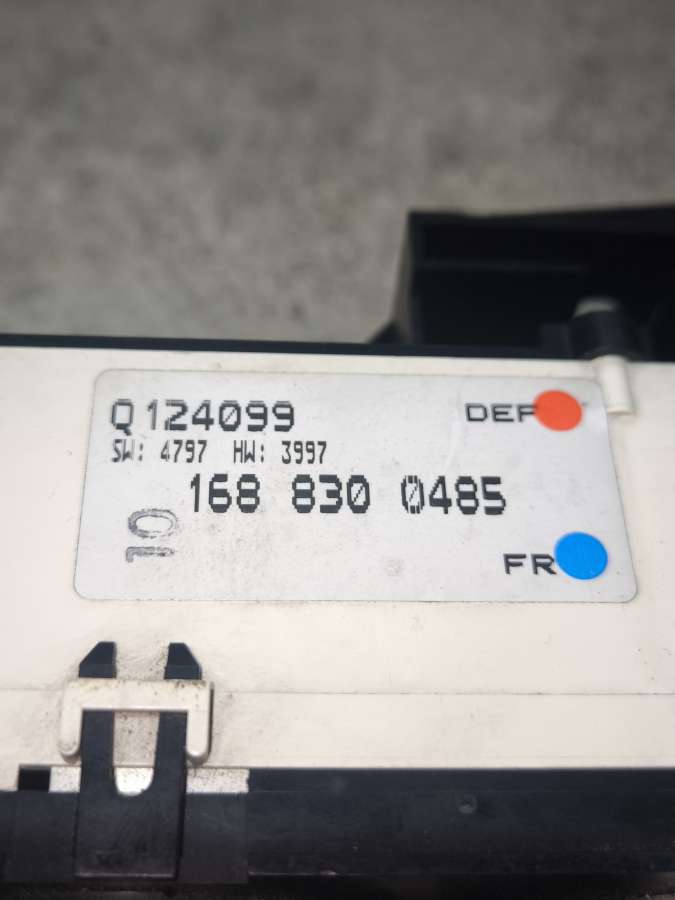 Q124099
DEF
SW: 4797 HW: 3997
168 830 0485
10
FR